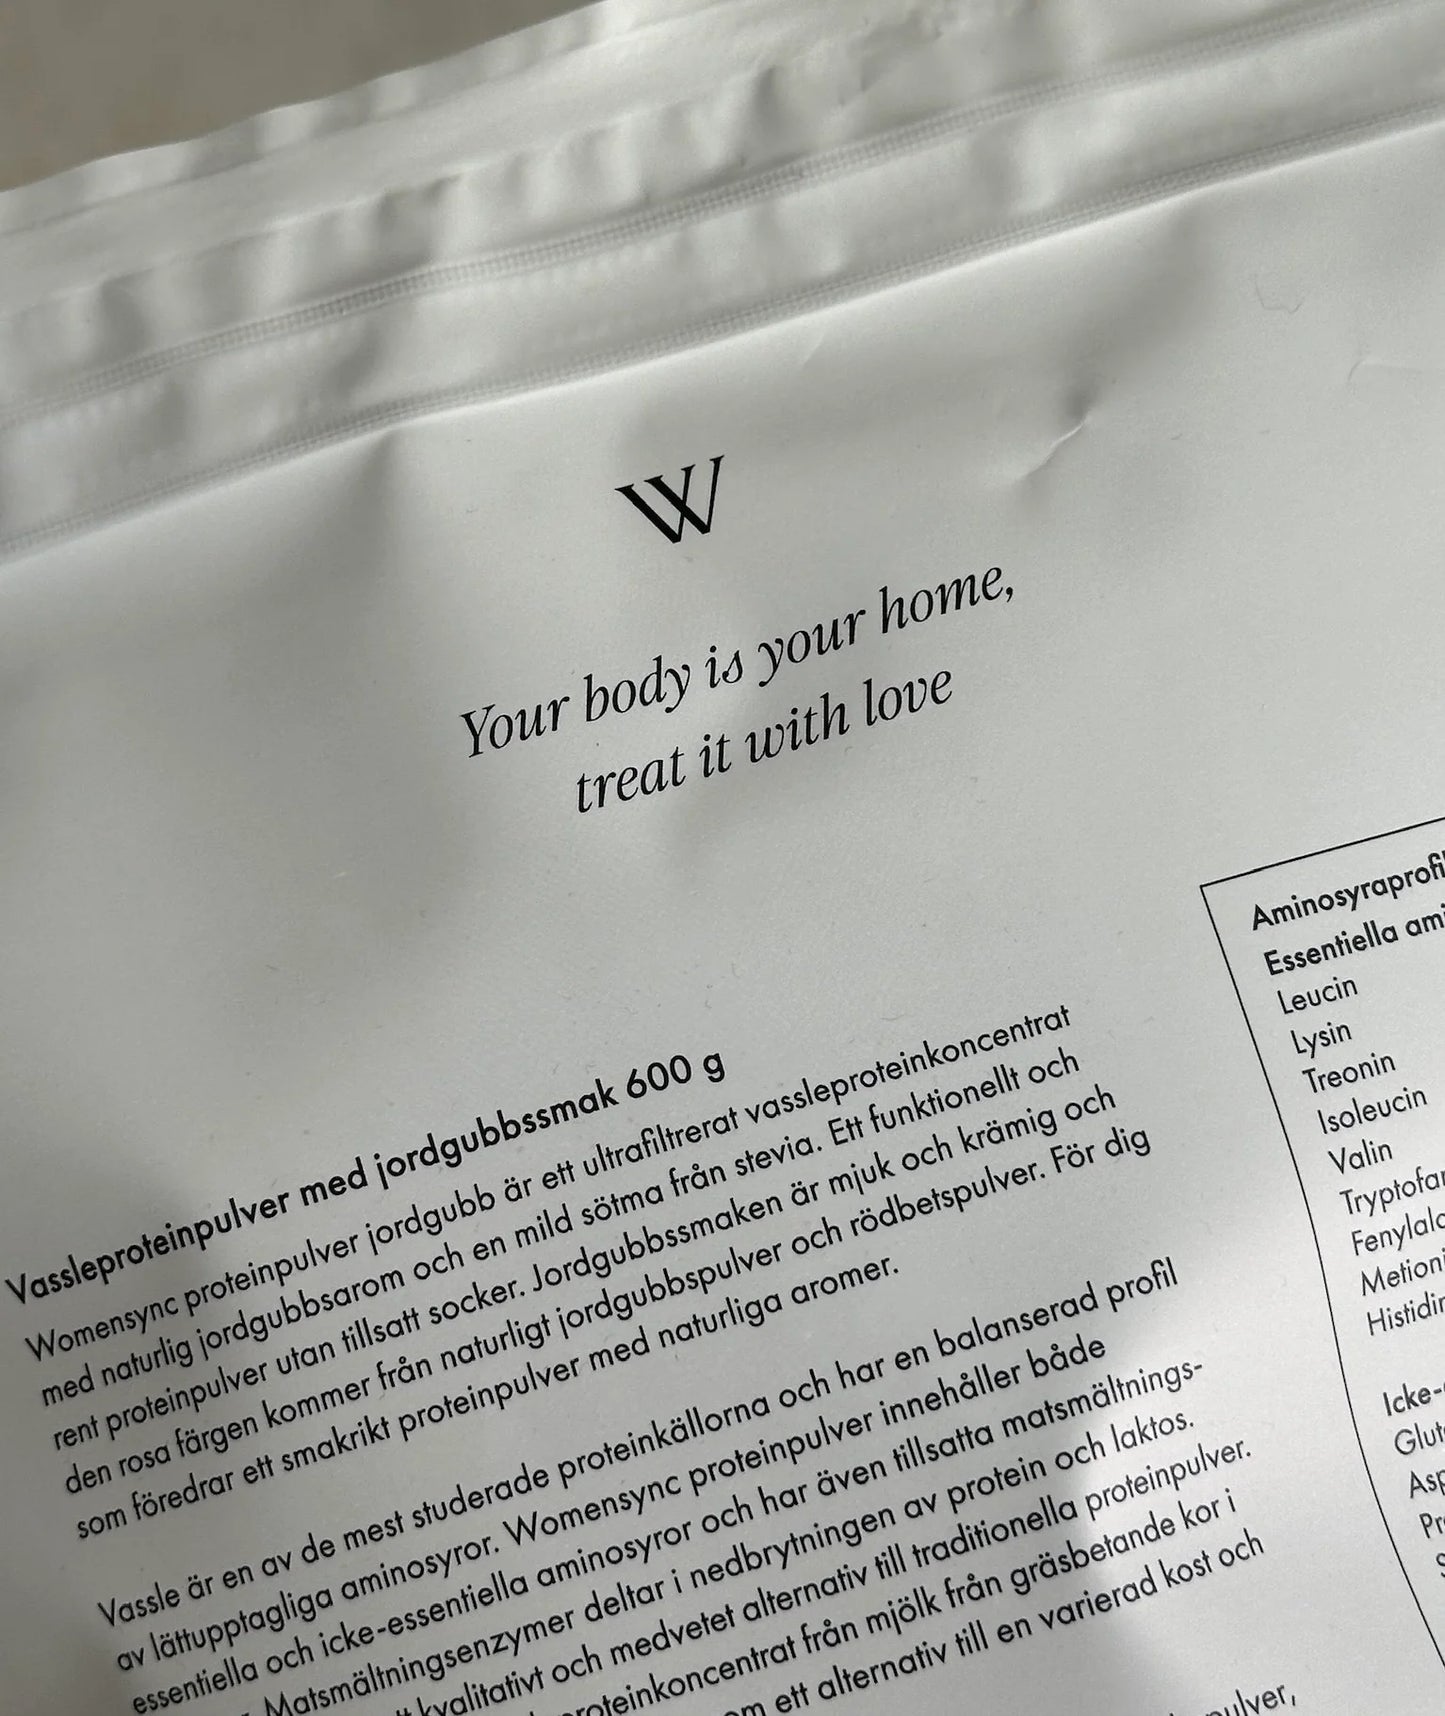 W
Your body is your home,
treat it with love
Vassleproteinpulver med jordgubbssmak 600 g
Womensync proteinpulver jordgubb är ett ultrafiltrerat vassleproteinkoncentrat
med naturlig jordgubbsarom och en mild sötma från stevia. Ett funktionellt och
rent proteinpulver utan tillsatt socker. Jordgubbssmaken är mjuk och krämig och
den rosa färgen kommer från naturligt jordgubbspulver och rödbetspulver. För dig
som föredrar ett smakrikt proteinpulver med naturliga aromer.
Vassle är en av de mest studerade proteinkällorna och har en balanserad profil
av lättupptagliga aminosyror. Womensync proteinpulver innehåller både
essentiella och icke-essentiella aminosyror och har även tillsatta matsmältnings-
Matsmältningsenzymer deltar i nedbrytningen av protein och laktos.
kvalitativt och medvetet alternativ till traditionella proteinpulver.
proteinkoncentrat från mjölk från gräsbetande kor i
ett alternativ till en varierad kost och
Aminosyraprofil
Essentiella
Leucin
Lysin
Treonin
Isoleucin
Valin